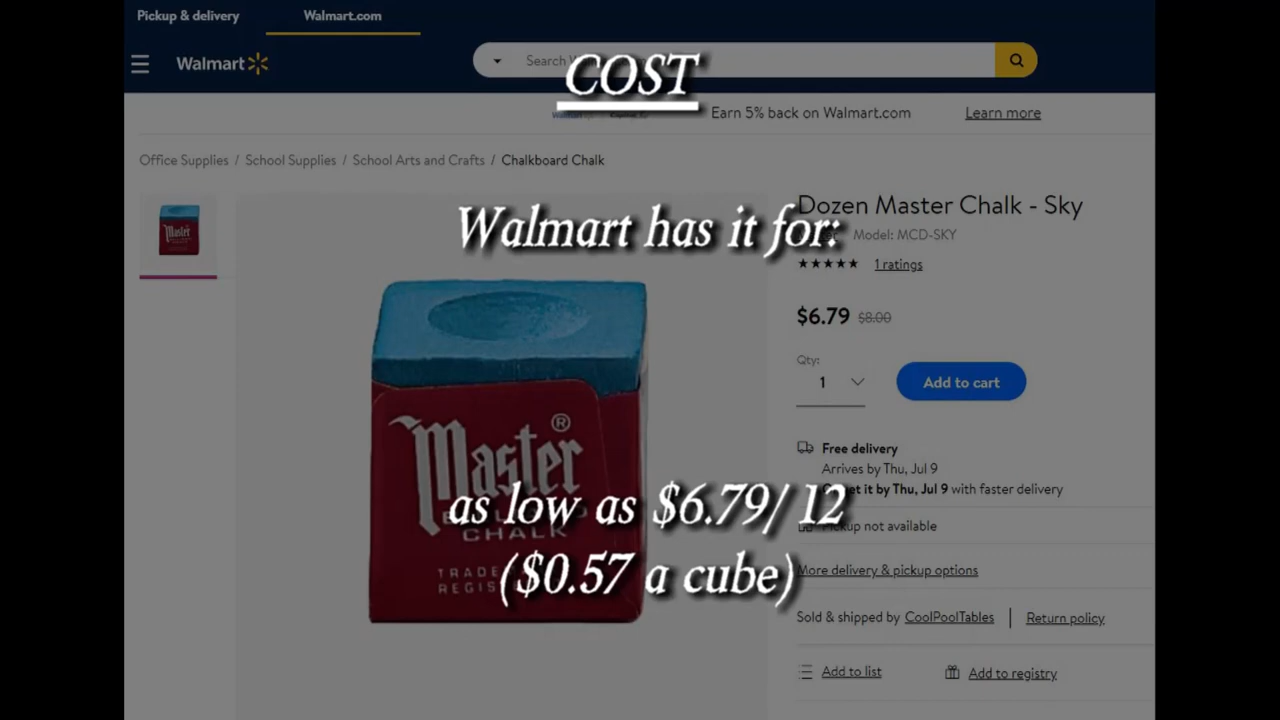 Pickup & delivery
Walmart.com
Walmart
Search
COST
Earn 5% back on Walmart.com
Learn more
Office Supplies / School Supplies / School Arts and Crafts / Chalkboard Chalk
Dozen Master Chalk - Sky
Walmart has it for:
Model: MCD-SKY
1 ratings
$6.79 $8.00
Qty:
1
Add to cart
Master
®
CHALK
Master
Free delivery
Arrives by Thu, Jul 9
get it by Thu, Jul 9 with faster delivery
as low as $6.79/ 12
Pickup not available
($0.57 a cube)
More delivery & pickup options
Sold & shipped by CoolPoolTables
Return policy
Add to list
Add to registry